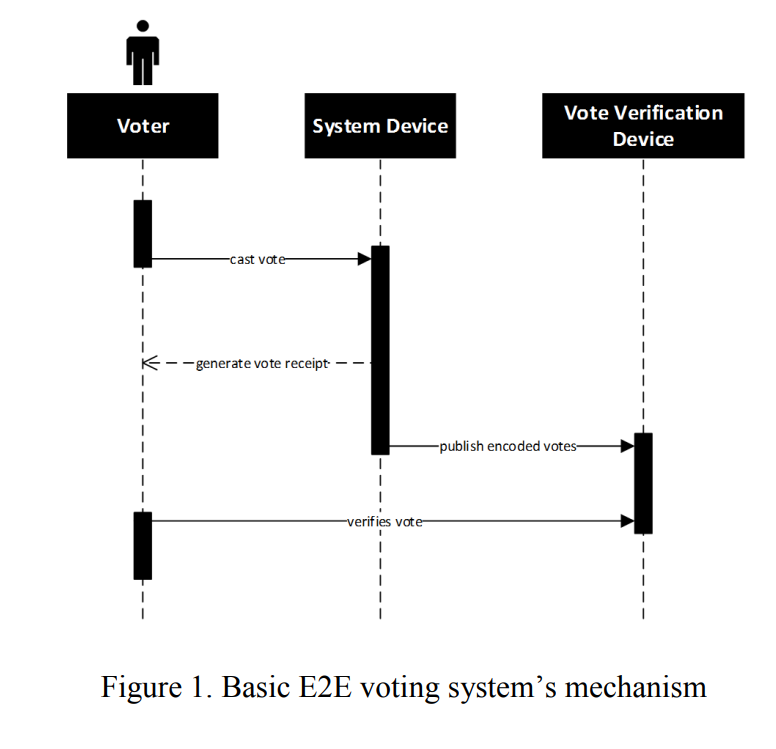 Voter
System Device
Vote Verification
Device
cast vote
generate vote receipt
publish encoded votes
verifies vote
Figure 1. Basic E2E voting system’s mechanism